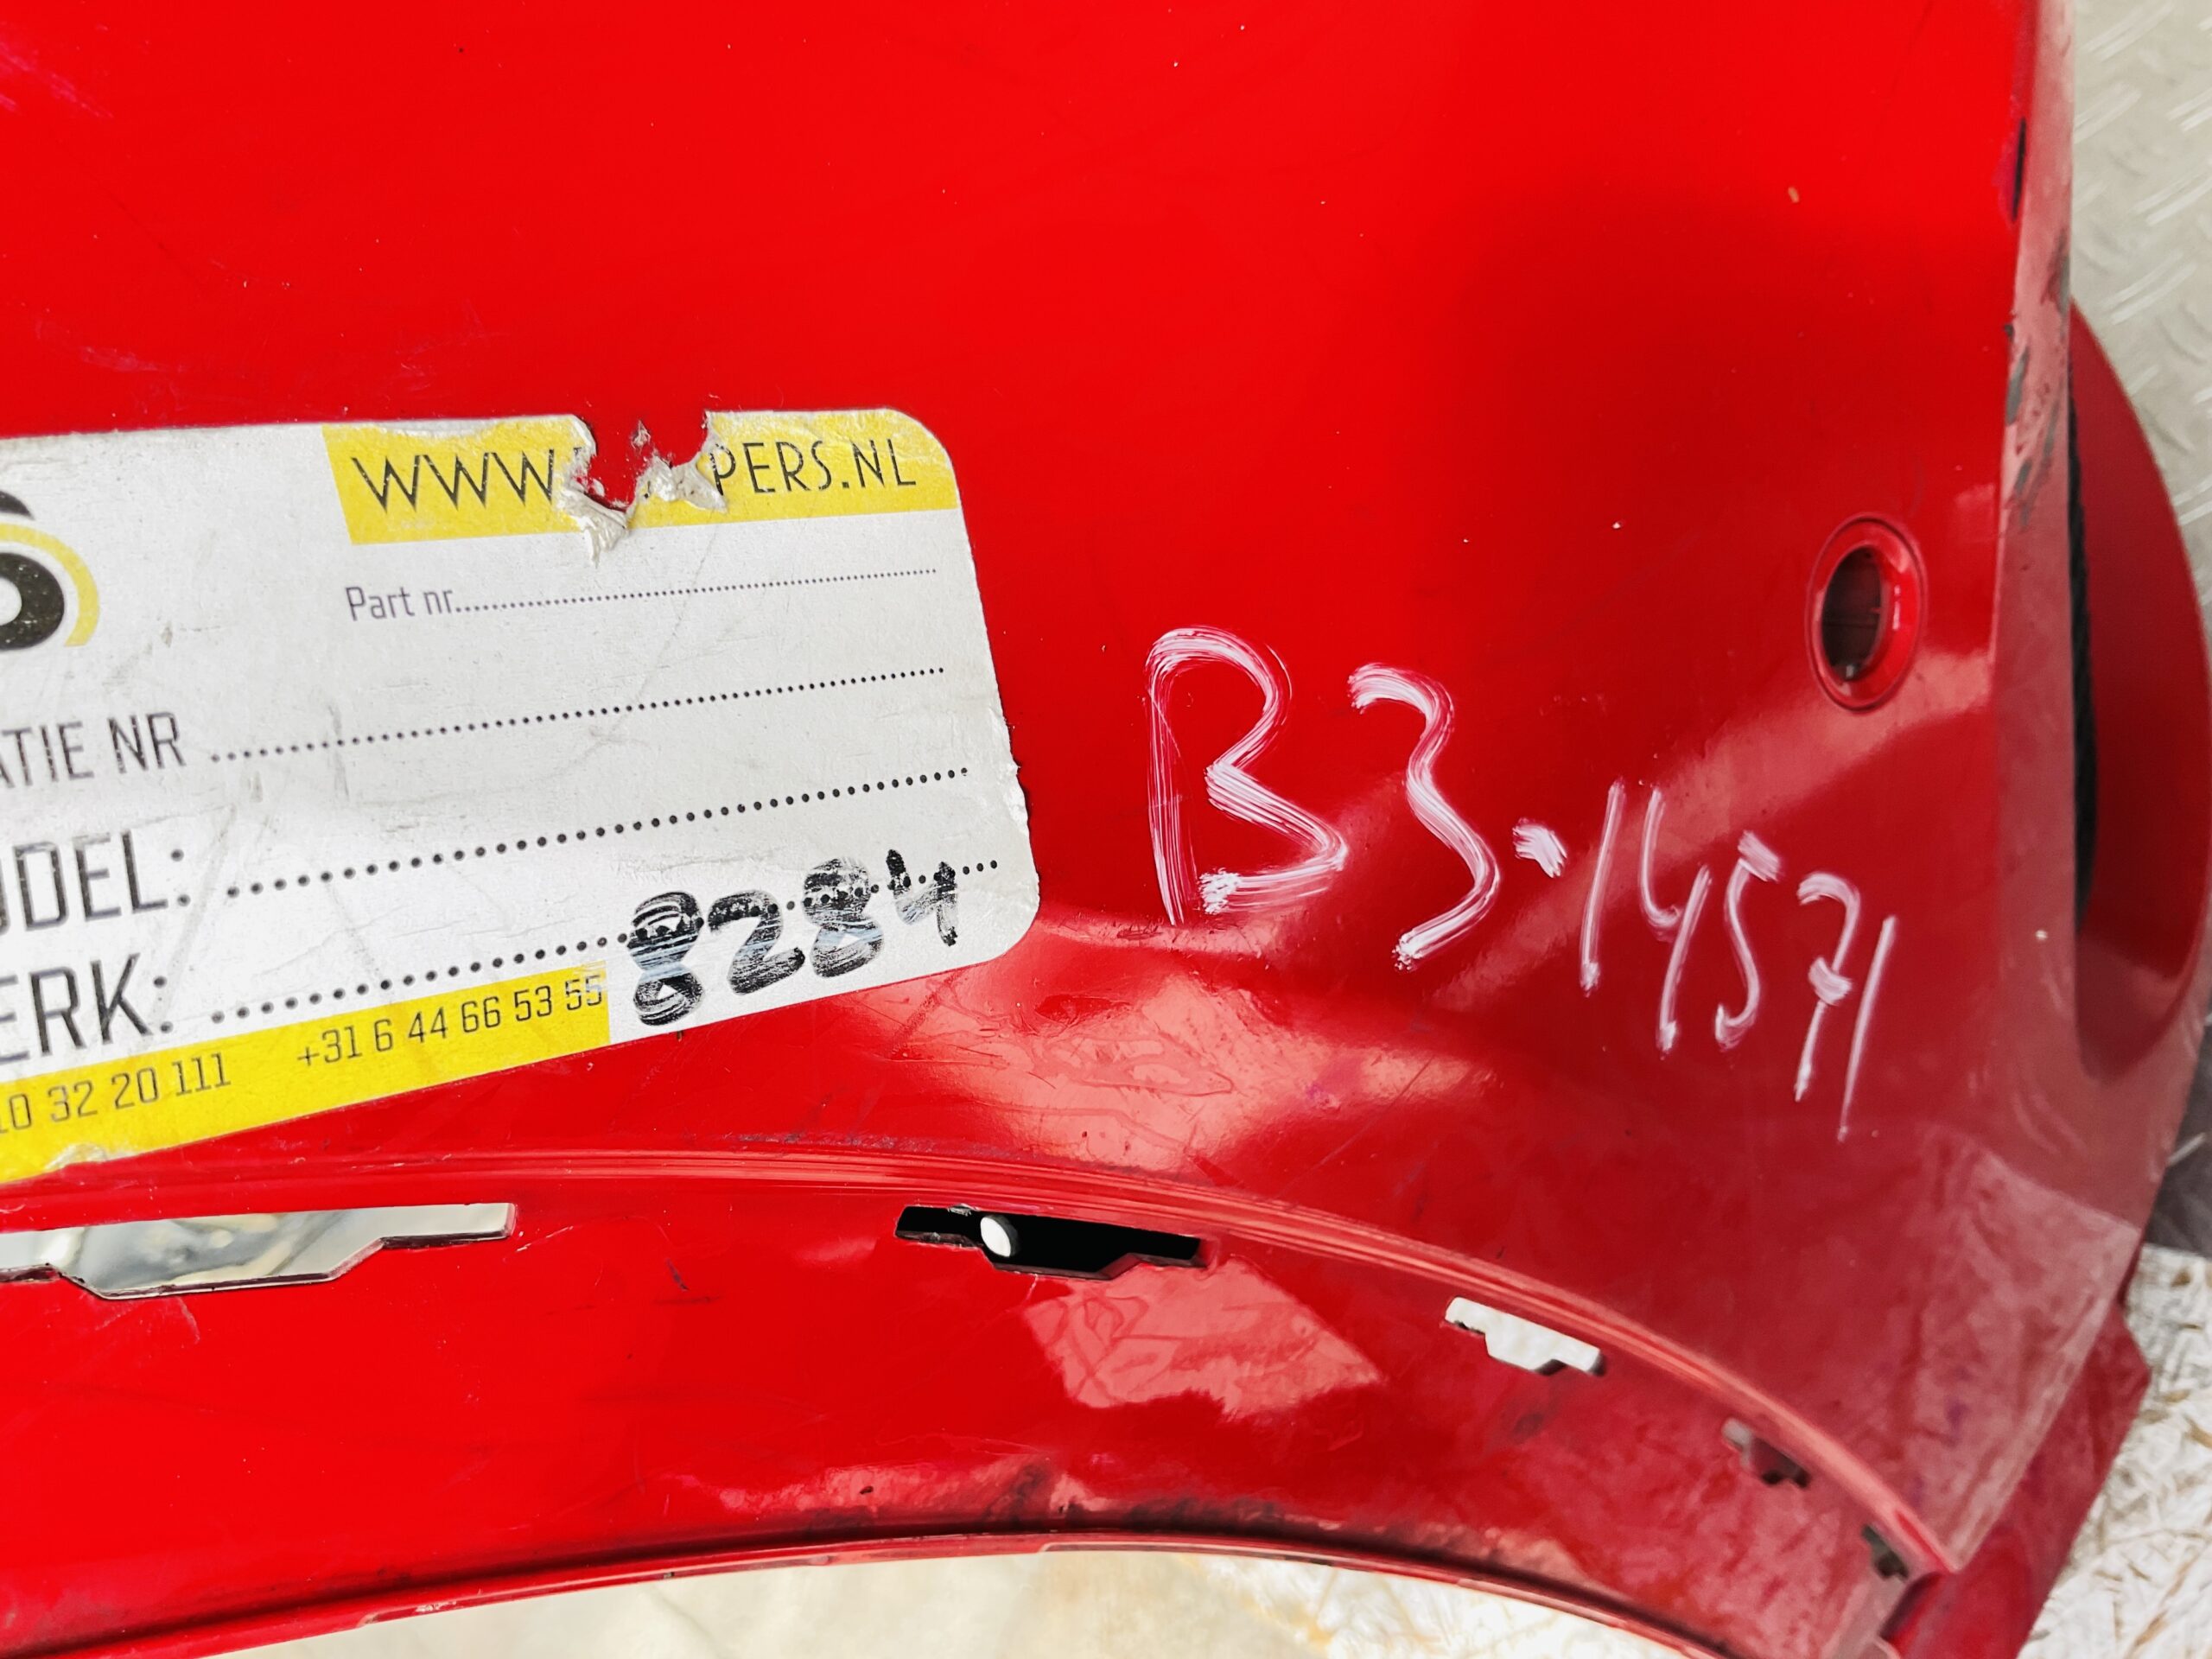 WWW. PERS.NL
Part nr.
ATIE NR
ODEL:
ERK:
8284
10 32 20 111 +31 6 44 66 53 55
B3-14571